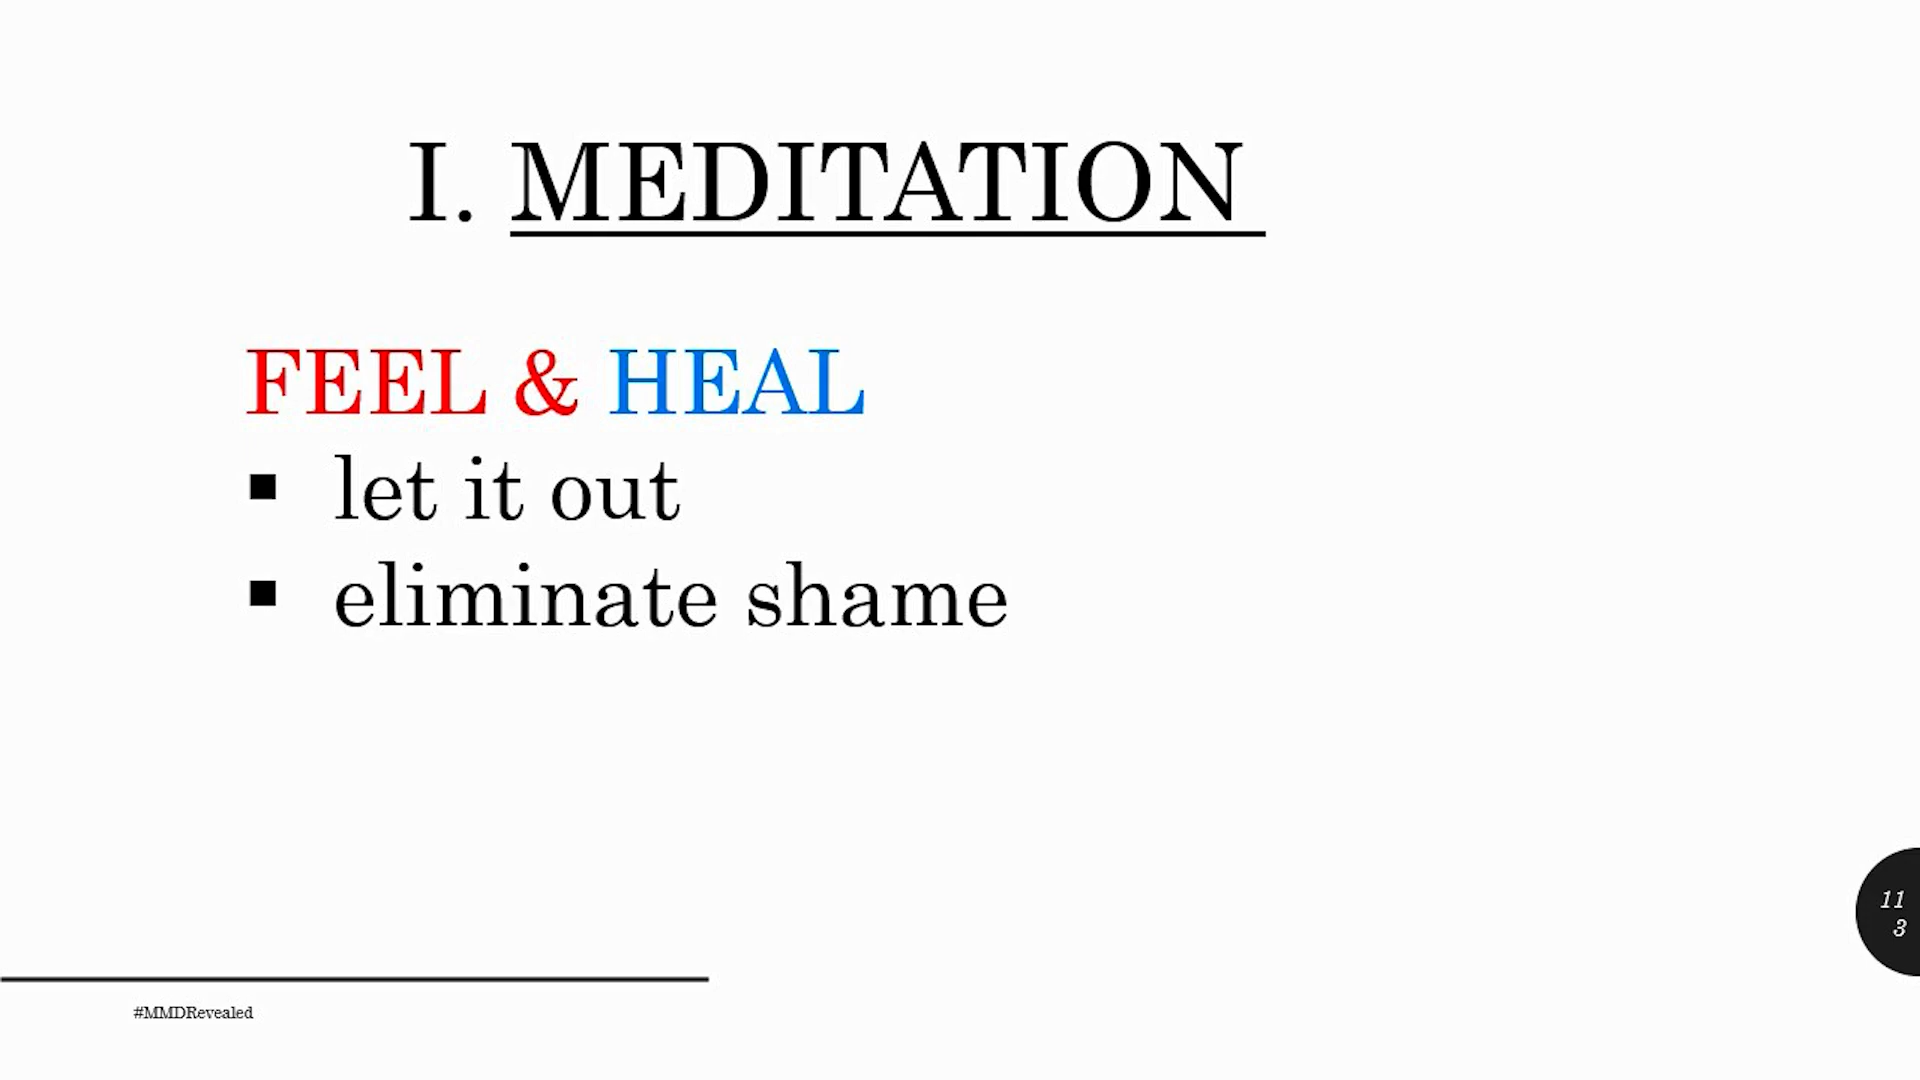 I. MEDITATION
FEEL & HEAL
▪ let it out
▪ eliminate shame
11
3
#MMDRevealed